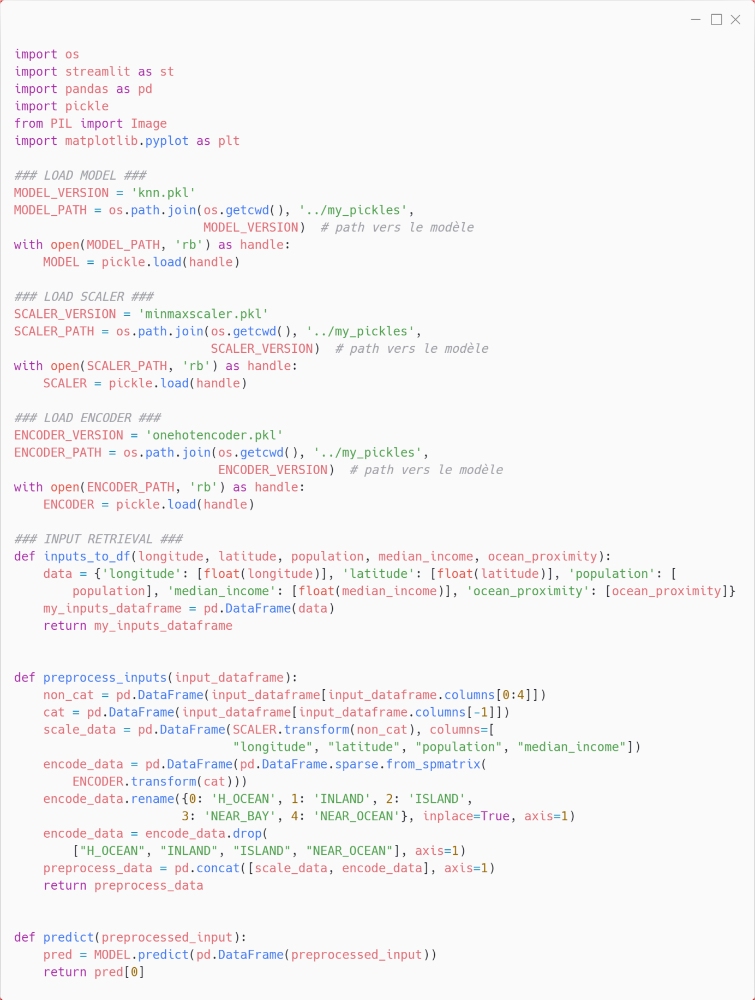 import os
import streamlit as st
import pandas as pd
import pickle
from PIL import Image
import matplotlib.pyplot as plt

### LOAD MODEL ###
MODEL_VERSION = 'knn.pkl'
MODEL_PATH = os.path.join(os.getcwd(), '../my_pickles',
                          MODEL_VERSION)  # path vers le modèle
with open(MODEL_PATH, 'rb') as handle:
    MODEL = pickle.load(handle)

### LOAD SCALER ###
SCALER_VERSION = 'minmaxscaler.pkl'
SCALER_PATH = os.path.join(os.getcwd(), '../my_pickles',
                           SCALER_VERSION)  # path vers le modèle
with open(SCALER_PATH, 'rb') as handle:
    SCALER = pickle.load(handle)

### LOAD ENCODER ###
ENCODER_VERSION = 'onehotencoder.pkl'
ENCODER_PATH = os.path.join(os.getcwd(), '../my_pickles',
                            ENCODER_VERSION)  # path vers le modèle
with open(ENCODER_PATH, 'rb') as handle:
    ENCODER = pickle.load(handle)

### INPUT RETRIEVAL ###
def inputs_to_df(longitude, latitude, population, median_income, ocean_proximity):
    data = {'longitude': [float(longitude)], 'latitude': [float(latitude)], 'population': [
        population], 'median_income': [float(median_income)], 'ocean_proximity': [ocean_proximity]}
    my_inputs_dataframe = pd.DataFrame(data)
    return my_inputs_dataframe


def preprocess_inputs(input_dataframe):
    non_cat = pd.DataFrame(input_dataframe[input_dataframe.columns[0:4]])
    cat = pd.DataFrame(input_dataframe[input_dataframe.columns[-1]])
    scale_data = pd.DataFrame(SCALER.transform(non_cat), columns=[
                              "longitude", "latitude", "population", "median_income"])
    encode_data = pd.DataFrame(pd.DataFrame.sparse.from_spmatrix(
        ENCODER.transform(cat)))
    encode_data.rename({0: 'H_OCEAN', 1: 'INLAND', 2: 'ISLAND',
                       3: 'NEAR_BAY', 4: 'NEAR_OCEAN'}, inplace=True, axis=1)
    encode_data = encode_data.drop(
        ["H_OCEAN", "INLAND", "ISLAND", "NEAR_OCEAN"], axis=1)
    preprocess_data = pd.concat([scale_data, encode_data], axis=1)
    return preprocess_data


def predict(preprocessed_input):
    pred = MODEL.predict(pd.DataFrame(preprocessed_input))
    return pred[0]